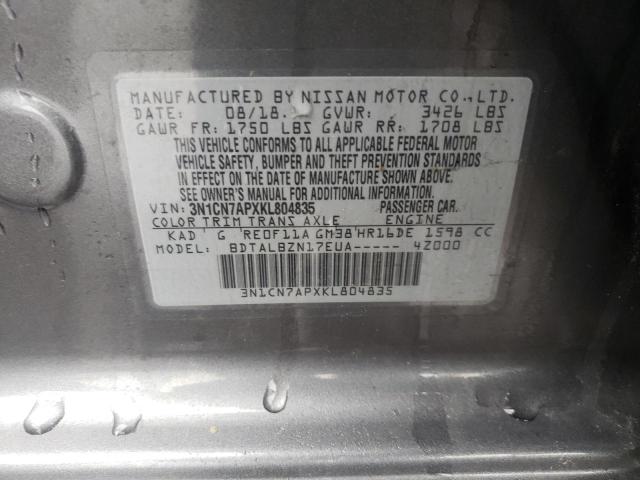 MANUFACTURED BY NISSAN MOTOR CO., LTD.
DATE: 08/18. GVWR: 3426 LBS
GAWR FR: 1750 LBS GAWR RR: 1708 LBS
THIS VEHICLE CONFORMS TO ALL APPLICABLE FEDERAL MOTOR
VEHICLE SAFETY, BUMPER AND THEFT PREVENTION STANDARDS
IN EFFECT ON THE DATE OF MANUFACTURE SHOWN ABOVE.
SEE OWNER'S MANUAL FOR ADDITIONAL INFORMATION.
VIN: 3N1CN7APXKL804835 PASSENGER CAR.
COLOR TRIM TRANS AXLE ENGINE
KAD G RE0F11A GM38 HR16DE 1598 CC
MODEL: BDTALBZN17EUA----- 4Z000
3N1CN7APXKL804835